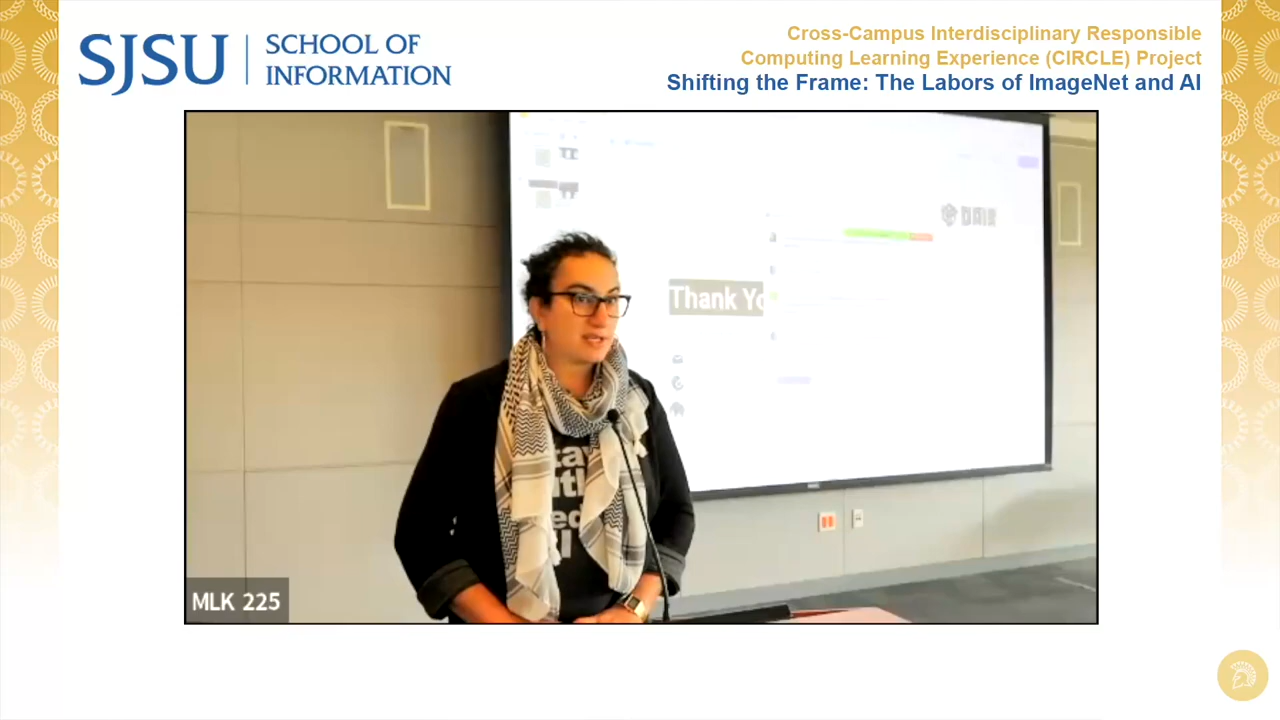 SJSU
SCHOOL OF
INFORMATION
Cross-Campus Interdisciplinary Responsible
Computing Learning Experience (CIRCLE) Project
Shifting the Frame: The Labors of ImageNet and AI
DAIR
Thank Yo
MLK 225